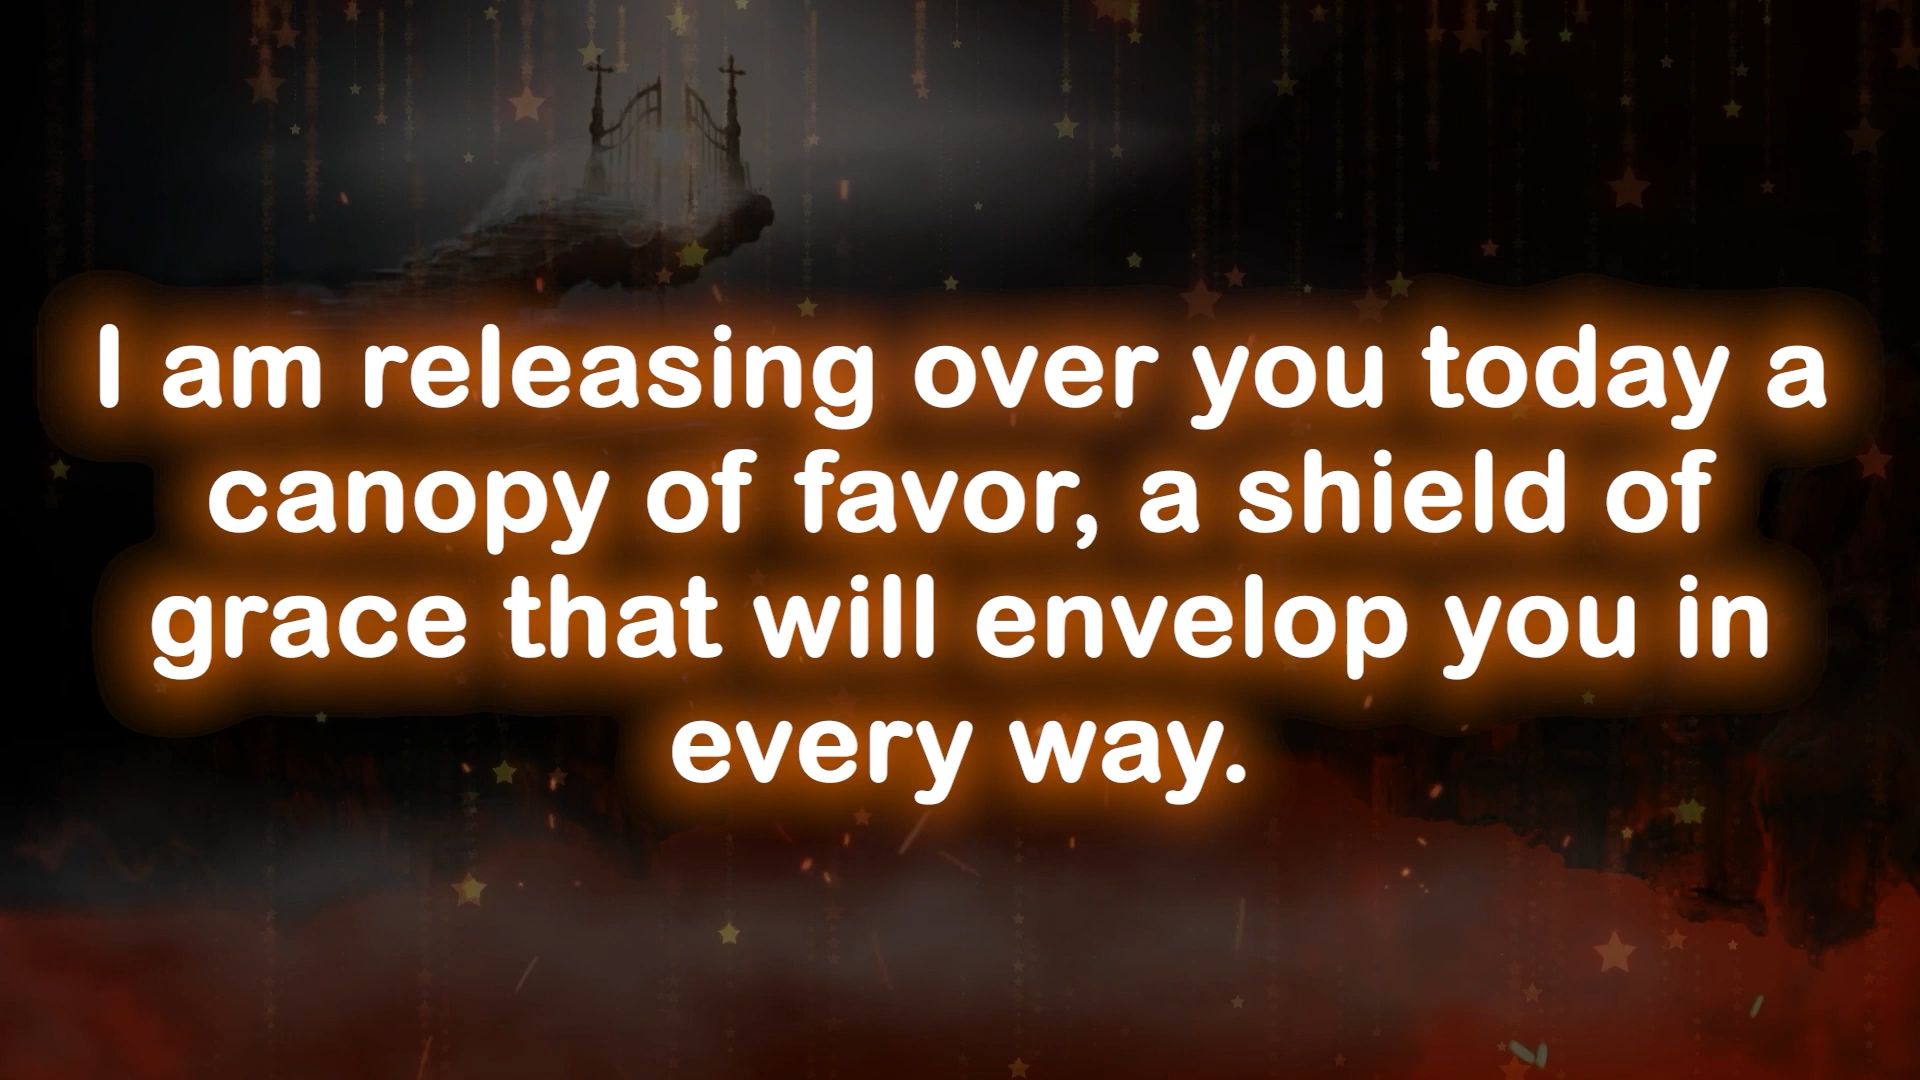 I am releasing over you today a
canopy of favor, a shield of
grace that will envelop you in
every way.